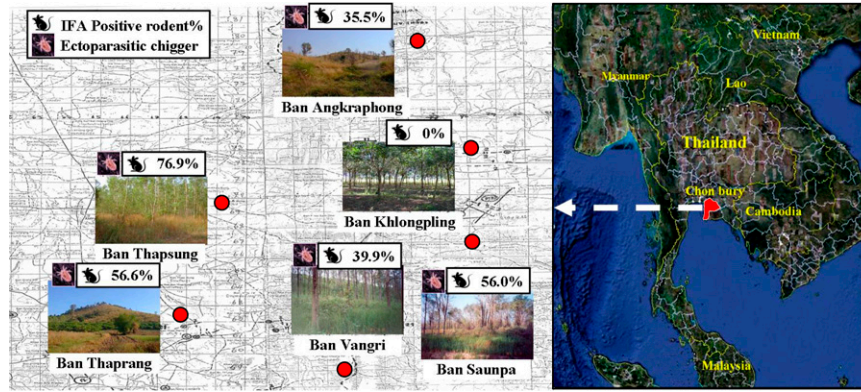 IFA Positive rodent%
Ectoparasitic chigger
35.5%
Ban Angkraphong
0%
Ban Khlongpling
76.9%
Ban Thapsung
56.6%
Ban Thaprang
39.9%
Ban Vangri
56.0%
Ban Saunpa
Vietnam
Myanmar
Lao
Thailand
Chon bury
Cambodia
Malaysia